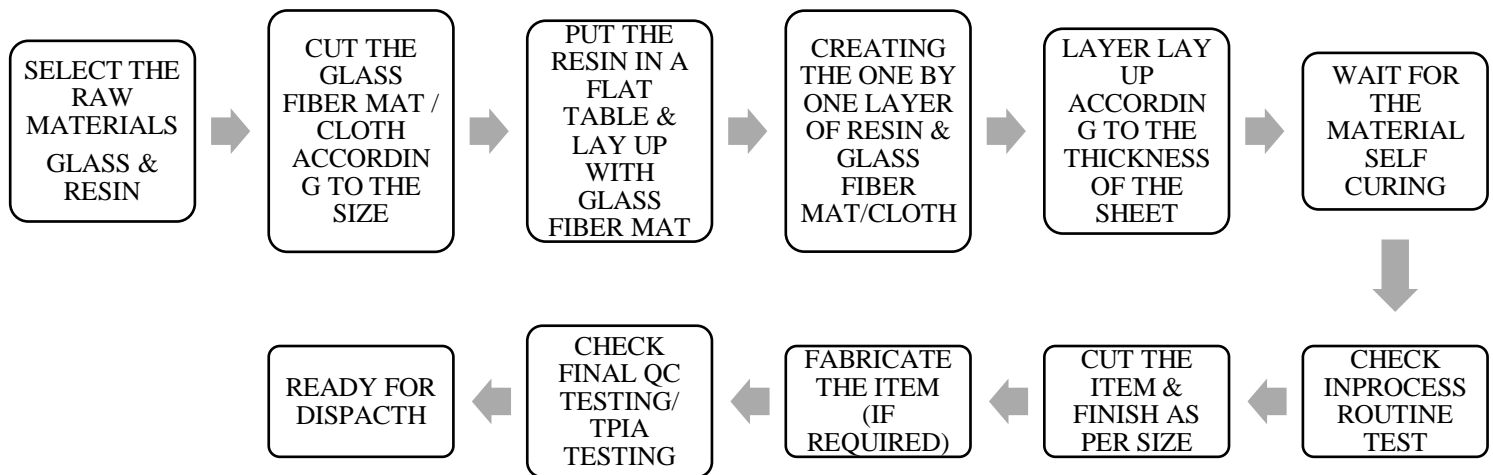 SELECT THE
RAW
MATERIALS
GLASS &
RESIN
CUT THE
GLASS
FIBER MAT /
CLOTH
ACCORDIN
G TO THE
SIZE
PUT THE
RESIN IN A
FLAT
TABLE &
LAY UP
WITH
GLASS
FIBER MAT
CREATING
THE ONE BY
ONE LAYER
OF RESIN &
GLASS
FIBER
MAT/CLOTH
LAYER LAY
UP
ACCORDIN
G TO THE
THICKNESS
OF THE
SHEET
WAIT FOR
THE
MATERIAL
SELF
CURING
CHECK
INPROCESS
ROUTINE
TEST
CUT THE
ITEM &
FINISH AS
PER SIZE
FABRICATE
THE ITEM
(IF
REQUIRED)
CHECK
FINAL QC
TESTING/
TPIA
TESTING
READY FOR
DISPACTH